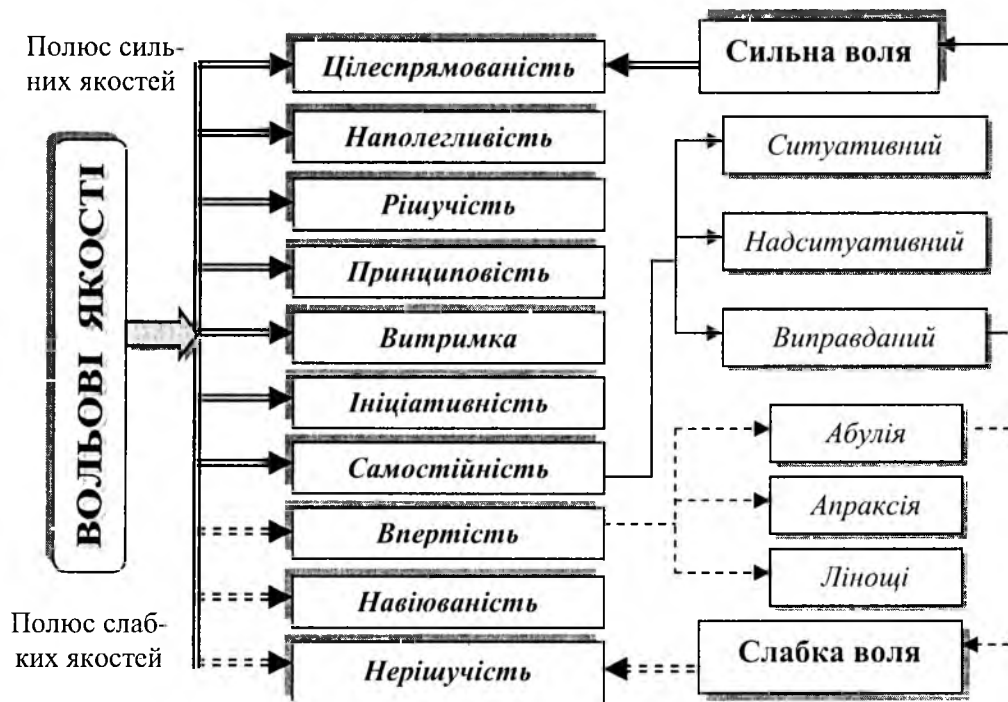 Полюс силь-
них якостей
ВОЛЬОВІ ЯКОСТІ
Полюс слаб-
ких якостей
Цілеспрямованість
Наполегливість
Рішучість
Принциповість
Витримка
Ініціативність
Самостійність
Впертість
Навіюваність
Нерішучість
Сильна воля
Ситуативний
Надситуативний
Виправданий
Абулія
Апраксія
Лінощі
Слабка воля